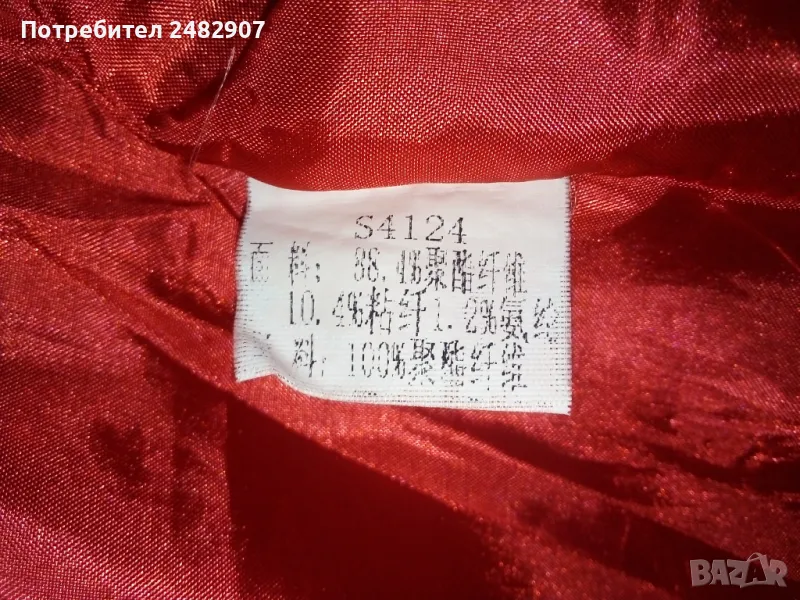 Потребител 2482907
S4124
面料: 88.4%聚酯纤维
10.4%粘纤1.2%氨纶
料: 100%聚酯纤维
BAZAR